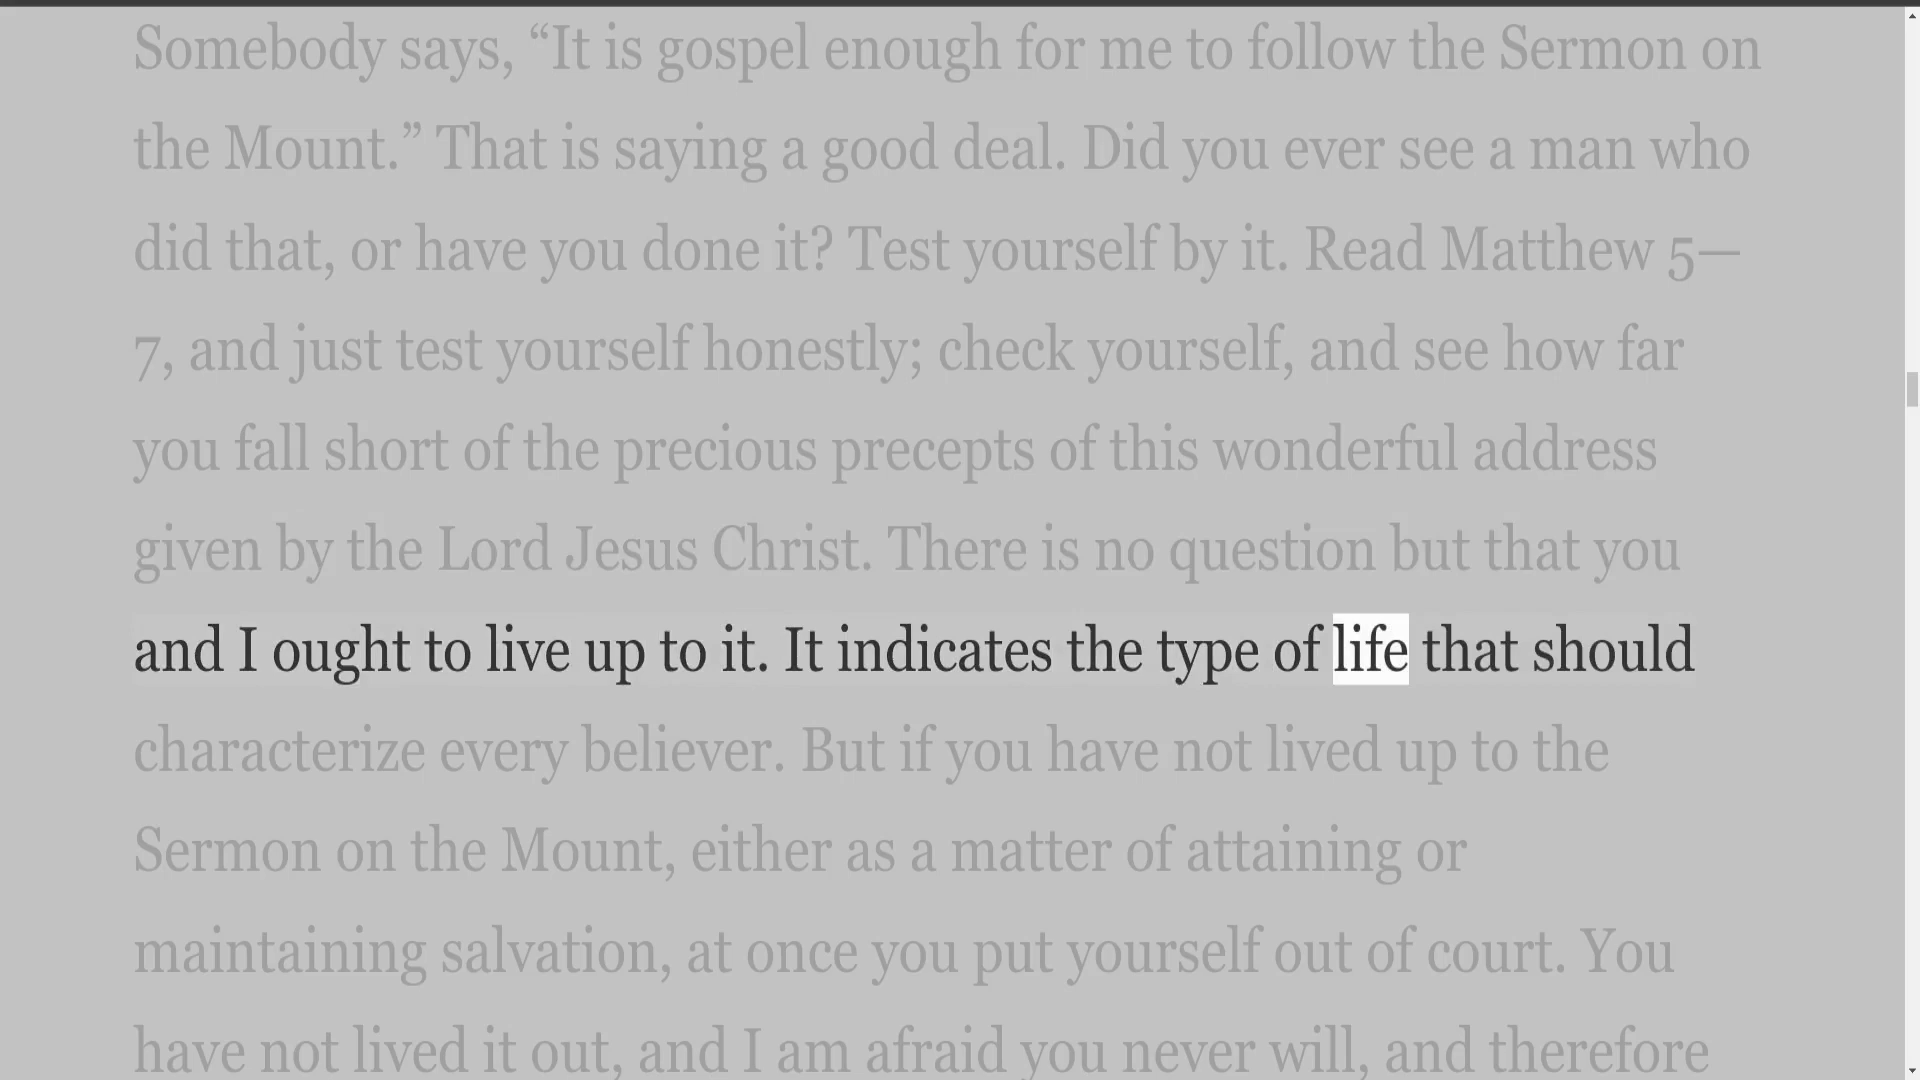 Somebody says, “It is gospel enough for me to follow the Sermon on
the Mount.” That is saying a good deal. Did you ever see a man who
did that, or have you done it? Test yourself by it. Read Matthew 5—
7, and just test yourself honestly; check yourself, and see how far
you fall short of the precious precepts of this wonderful address
given by the Lord Jesus Christ. There is no question but that you
and I ought to live up to it. It indicates the type of life that should
characterize every believer. But if you have not lived up to the
Sermon on the Mount, either as a matter of attaining or
maintaining salvation, at once you put yourself out of court. You
have not lived it out, and I am afraid you never will, and therefore